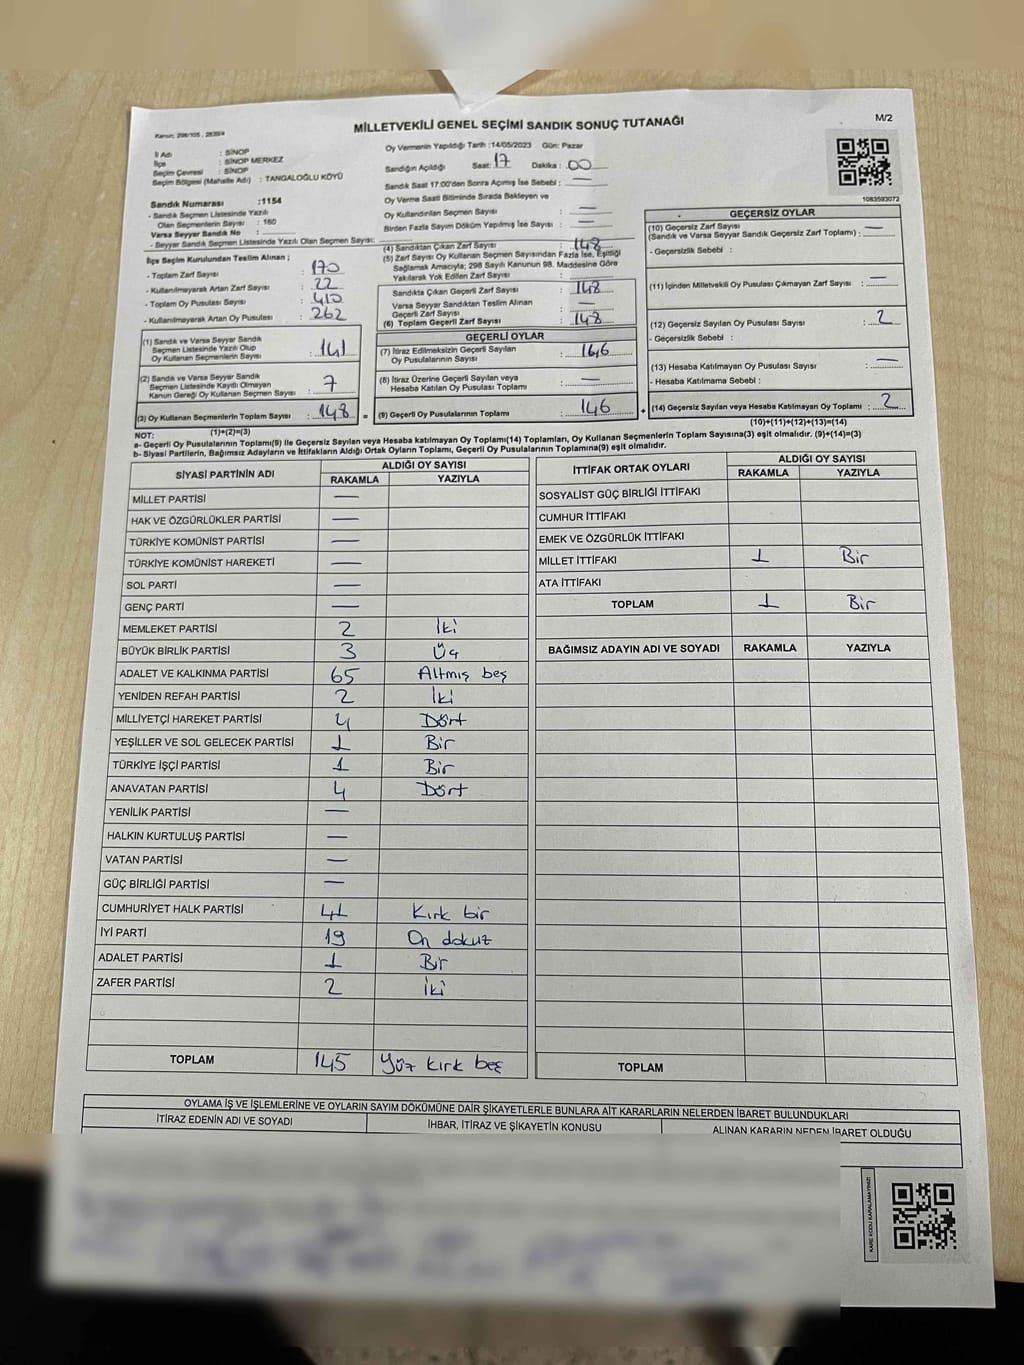 MİLLETVEKİLİ GENEL SEÇİMİ SANDIK SONUÇ TUTANAĞI
M/2
İl Adı : SİNOP
İlçe : SİNOP MERKEZ
Seçim Çevresi : SİNOP
Seçim Bölgesi (Mahalle Adı) : TANGALOĞLU KÖYÜ
Sandık Numarası :1154
- Sandık Seçmen Listesinde Yazılı
Olan Seçmenlerin Sayısı : 160
Varsa Seyyar Sandık No :
- Seyyar Sandık Seçmen Listesinde Yazılı Olan Seçmen Sayısı:
İlçe Seçim Kurulundan Teslim Alınan ;
- Toplam Zarf Sayısı : 170
- Kullanılmayarak Artan Zarf Sayısı : 22
- Toplam Oy Pusulası Sayısı : 410
- Kullanılmayarak Artan Oy Pusulası : 262
(1) Sandık ve Varsa Seyyar Sandık
Seçmen Listesinde Yazılı Olup
Oy Kullanan Seçmenlerin Sayısı : 141
(2) Sandık ve Varsa Seyyar Sandık
Seçmen Listesinde Kayıtlı Olmayan
Kanun Gereği Oy Kullanan Seçmen Sayısı : 7
(3) Oy Kullanan Seçmenlerin Toplam Sayısı : 148 =
(1)+(2)=(3)
Oy Vermenin Yapıldığı Tarih :14/05/2023 Gün: Pazar
Sandığın Açıldığı Saat: 17 Dakika : 00
Sandık Saat 17:00'den Sonra Açımış İse Sebebi : —
Oy Verme Saati Bitiminde Sırada Bekleyen ve
Oy Kullandırılan Seçmen Sayısı : —
Birden Fazla Sayım Döküm Yapılmış İse Sayısı : —
(4) Sandıktan Çıkan Zarf Sayısı : 148
(5) Zarf Sayısı Oy Kullanan Seçmen Sayısından Fazla İse, Eşitliği
Sağlamak Amacıyla; 298 Sayılı Kanunun 98. Maddesine Göre
Yakılarak Yok Edilen Zarf Sayısı : —
Sandıkta Çıkan Geçerli Zarf Sayısı : 148
Varsa Seyyar Sandıktan Teslim Alınan
Geçerli Zarf Sayısı : —
(6) Toplam Geçerli Zarf Sayısı : 148
GEÇERLİ OYLAR
(7) İtiraz Edilmeksizin Geçerli Sayılan
Oy Pusulalarının Sayısı : 146
(8) İtiraz Üzerine Geçerli Sayılan veya
Hesaba Katılan Oy Pusulası Toplamı : —
(9) Geçerli Oy Pusulalarının Toplamı : 146 +
1083593072
GEÇERSİZ OYLAR
(10) Geçersiz Zarf Sayısı
(Sandık ve Varsa Seyyar Sandık Geçersiz Zarf Toplamı) : —
- Geçersizlik Sebebi :
(11) İçinden Milletvekili Oy Pusulası Çıkmayan Zarf Sayısı : —
(12) Geçersiz Sayılan Oy Pusulası Sayısı : 2
- Geçersizlik Sebebi :
(13) Hesaba Katılmayan Oy Pusulası Sayısı : —
- Hesaba Katılmama Sebebi :
(14) Geçersiz Sayılan veya Hesaba Katılmayan Oy Toplamı : 2
(10)+(11)+(12)+(13)=(14)
NOT:
a- Geçerli Oy Pusulalarının Toplamı(9) ile Geçersiz Sayılan veya Hesaba katılmayan Oy Toplamı(14) Toplamları, Oy Kullanan Seçmenlerin Toplam Sayısına(3) eşit olmalıdır. (9)+(14)=(3)
b- Siyasi Partilerin, Bağımsız Adayların ve İttifakların Aldığı Ortak Oyların Toplamı, Geçerli Oy Pusulalarının Toplamına(9) eşit olmalıdır.
SİYASİ PARTİNİN ADI ALDIĞI OY SAYISI
RAKAMLA YAZIYLA
MİLLET PARTİSİ —
HAK VE ÖZGÜRLÜKLER PARTİSİ —
TÜRKİYE KOMÜNİST PARTİSİ —
TÜRKİYE KOMÜNİST HAREKETİ —
SOL PARTİ —
GENÇ PARTİ —
MEMLEKET PARTİSİ 2 İki
BÜYÜK BİRLİK PARTİSİ 3 Üç
ADALET VE KALKINMA PARTİSİ 65 Altmış beş
YENİDEN REFAH PARTİSİ 2 İki
MİLLİYETÇİ HAREKET PARTİSİ 4 Dört
YEŞİLLER VE SOL GELECEK PARTİSİ 1 Bir
TÜRKİYE İŞÇİ PARTİSİ 1 Bir
ANAVATAN PARTİSİ 4 Dört
YENİLİK PARTİSİ —
HALKIN KURTULUŞ PARTİSİ —
VATAN PARTİSİ —
GÜÇ BİRLİĞİ PARTİSİ —
CUMHURİYET HALK PARTİSİ 41 Kırk bir
İYİ PARTİ 19 On dokuz
ADALET PARTİSİ 1 Bir
ZAFER PARTİSİ 2 İki
TOPLAM 145 Yüz kırk beş
İTTİFAK ORTAK OYLARI ALDIĞI OY SAYISI
RAKAMLA YAZIYLA
SOSYALİST GÜÇ BİRLİĞİ İTTİFAKI
CUMHUR İTTİFAKI
EMEK VE ÖZGÜRLÜK İTTİFAKI
MİLLET İTTİFAKI 1 Bir
ATA İTTİFAKI
TOPLAM 1 Bir
BAĞIMSIZ ADAYIN ADI VE SOYADI RAKAMLA YAZIYLA
TOPLAM
OYLAMA İŞ VE İŞLEMLERİNE VE OYLARIN SAYIM DÖKÜMÜNE DAİR ŞİKAYETLERLE BUNLARA AİT KARARLARIN NELERDEN İBARET BULUNDUKLARI
İTİRAZ EDENİN ADI VE SOYADI İHBAR, İTİRAZ VE ŞİKAYETİN KONUSU ALINAN KARARIN NEDEN İBARET OLDUĞU
KARE KODU KARALAMAYINIZ!